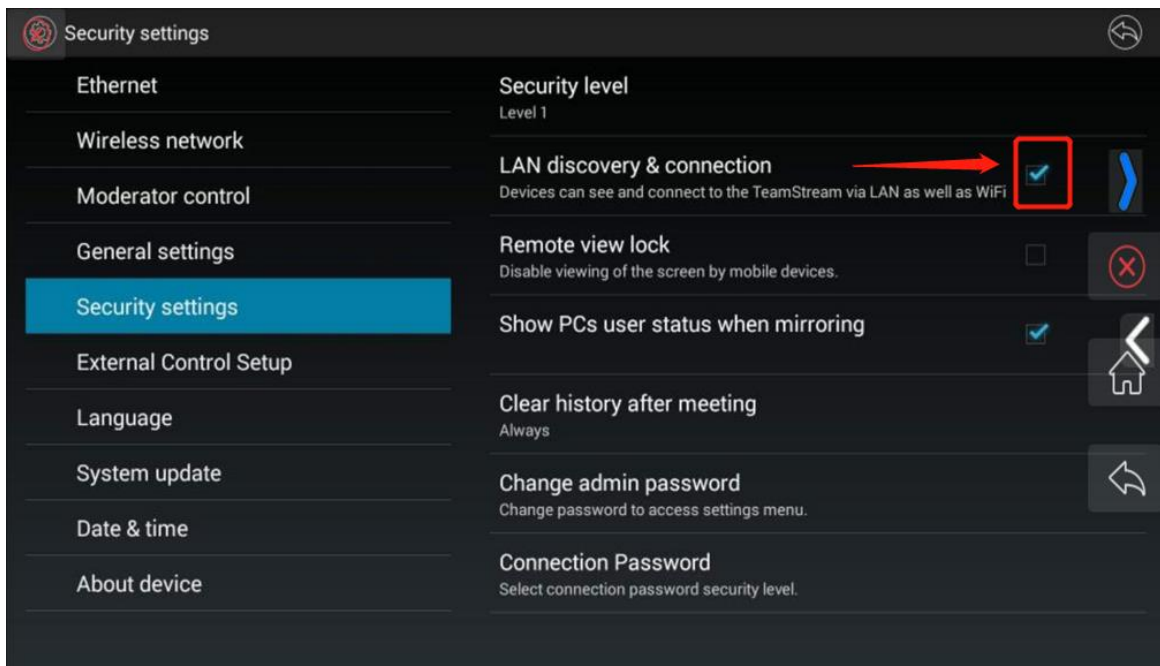 Security settings
Ethernet
Wireless network
Moderator control
General settings
Security settings
External Control Setup
Language
System update
Date & time
About device
Security level
Level 1
LAN discovery & connection
Devices can see and connect to the TeamStream via LAN as well as WiFi
Remote view lock
Disable viewing of the screen by mobile devices.
Show PCs user status when mirroring
Clear history after meeting
Always
Change admin password
Change password to access settings menu.
Connection Password
Select connection password security level.